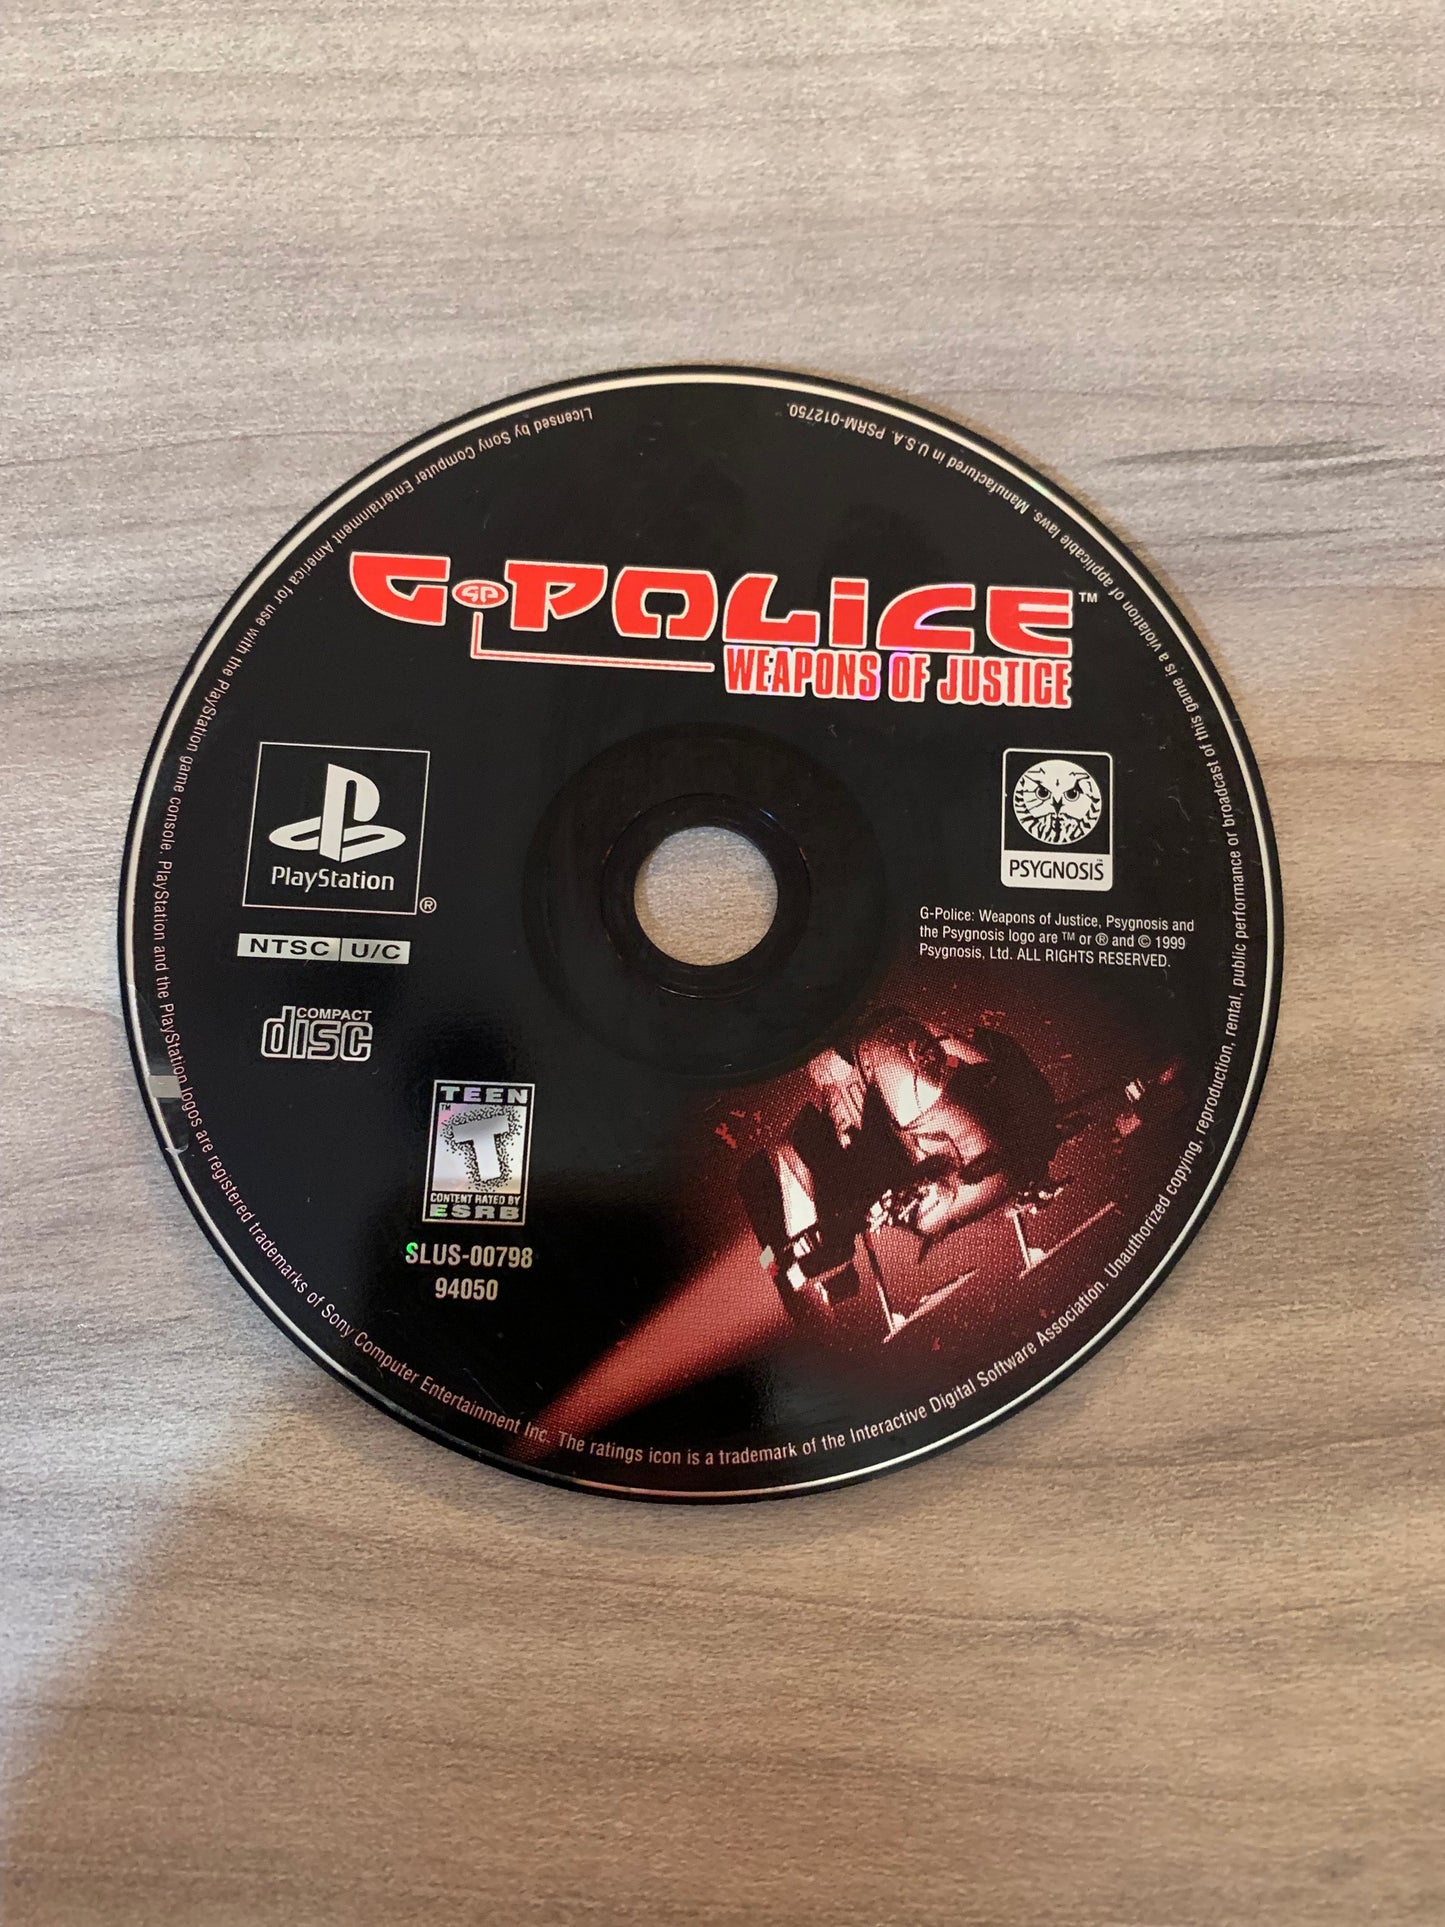 G-POLiCE™
GP
WEAPONS OF JUSTICE
PlayStation
®
NTSC U/C
COMPACT
disc
PSYGNOSIS™
G-Police: Weapons of Justice, Psygnosis and
the Psygnosis logo are ™ or ® and © 1999
Psygnosis, Ltd. ALL RIGHTS RESERVED.
TEEN
T™
CONTENT RATED BY
ESRB
SLUS-00798
94050
Licensed by Sony Computer Entertainment America for use with the PlayStation game console. PlayStation and the PlayStation logos are registered trademarks of Sony Computer Entertainment Inc. The ratings icon is a trademark of the Interactive Digital Software Association. Unauthorized copying, reproduction, rental, public performance or broadcast of this game is a violation of applicable laws. Manufactured in U.S.A. PSRM-012750.